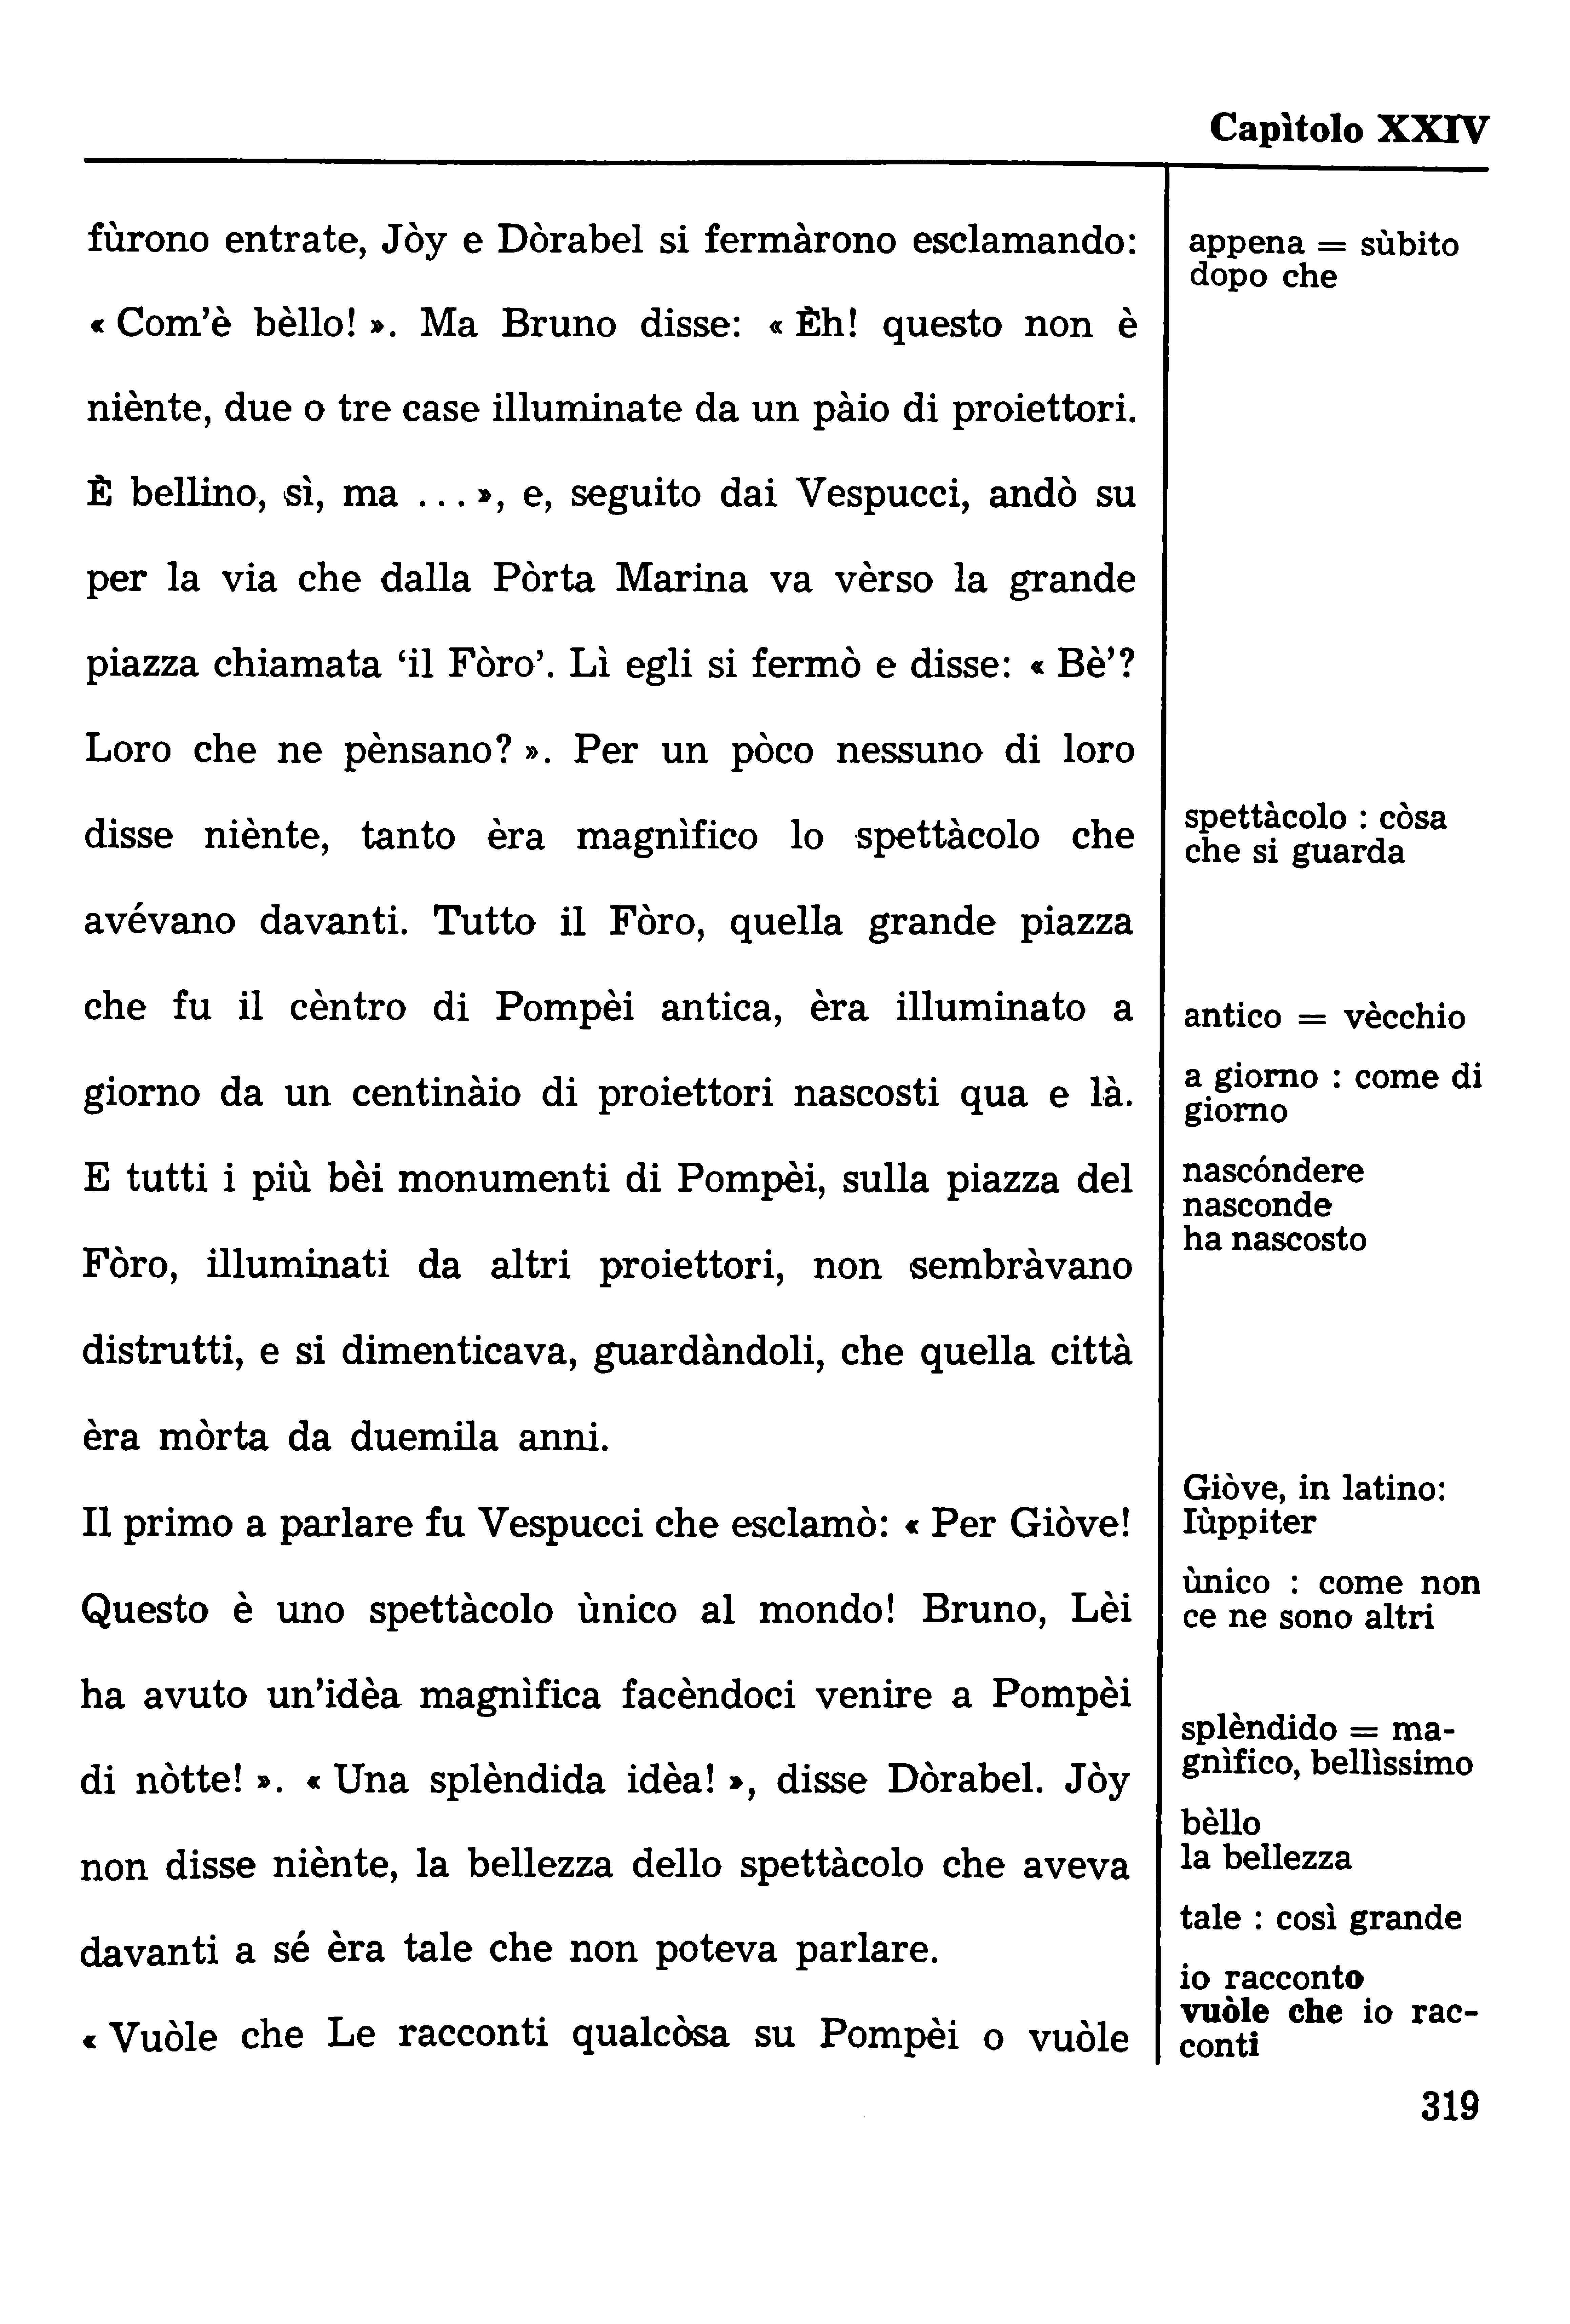 Capìtolo XXIV
fùrono entrate, Jòy e Dòrabel si fermàrono esclamando:
« Com'è bèllo! ». Ma Bruno disse: « Èh! questo non è
niènte, due o tre case illuminate da un pàio di proiettori.
È bellino, sì, ma ... », e, seguito dai Vespucci, andò su
per la via che dalla Pòrta Marina va vèrso la grande
piazza chiamata ‘il Fòro’. Lì egli si fermò e disse: « Bè'?
Loro che ne pènsano? ». Per un pòco nessuno di loro
disse niènte, tanto èra magnìfico lo spettàcolo che
avévano davanti. Tutto il Fòro, quella grande piazza
che fu il cèntro di Pompèi antica, èra illuminato a
giorno da un centinàio di proiettori nascosti qua e là.
E tutti i più bèi monumenti di Pompèi, sulla piazza del
Fòro, illuminati da altri proiettori, non sembràvano
distrutti, e si dimenticava, guardàndoli, che quella città
èra mòrta da duemila anni.
Il primo a parlare fu Vespucci che esclamò: « Per Giòve!
Questo è uno spettàcolo ùnico al mondo! Bruno, Lèi
ha avuto un'idèa magnìfica facèndoci venire a Pompèi
di nòtte! ». « Una splèndida idèa! », disse Dòrabel. Jòy
non disse niènte, la bellezza dello spettàcolo che aveva
davanti a sé èra tale che non poteva parlare.
« Vuòle che Le racconti qualcòsa su Pompèi o vuòle
appena = sùbito
dopo che
spettàcolo : còsa
che si guarda
antico = vècchio
a giorno : come di
giorno
nascóndere
nasconde
ha nascosto
Giòve, in latino:
Iùppiter
ùnico : come non
ce ne sono altri
splèndido = ma-
gnìfico, bellìssimo
bèllo
la bellezza
tale : così grande
io racconto
vuòle che io rac-
conti
319